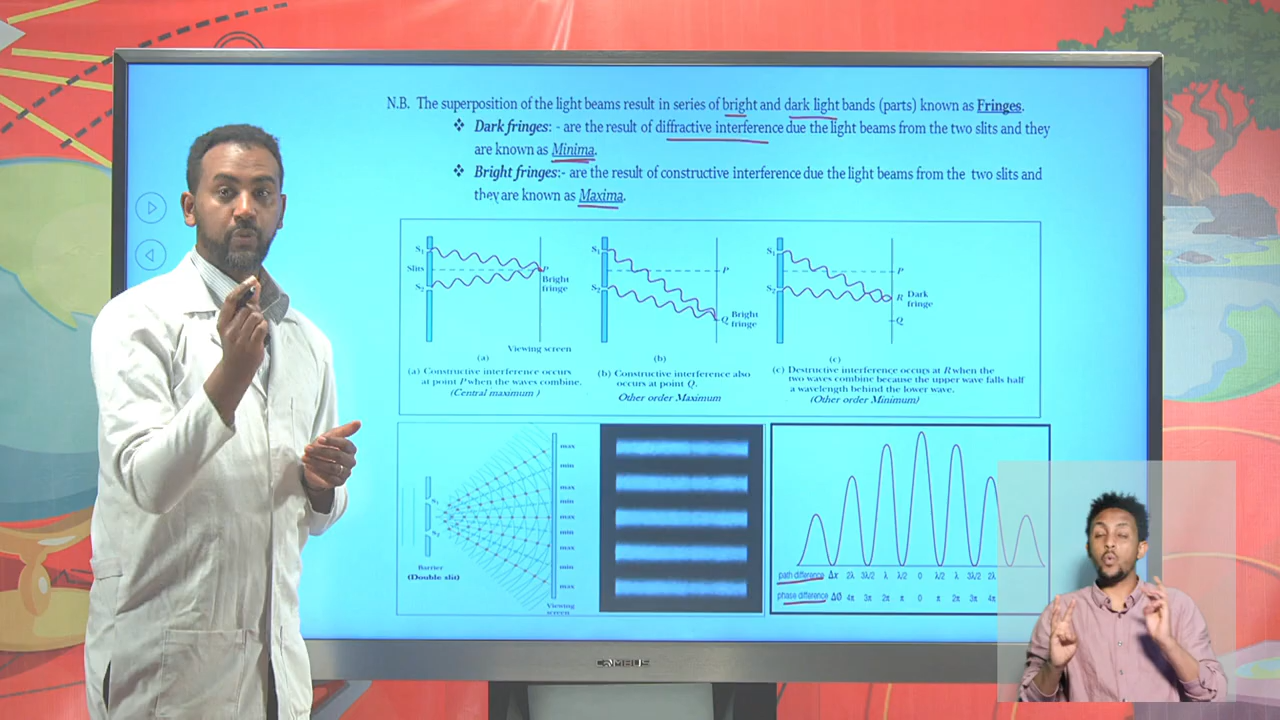 N.B. The superposition of the light beams result in series of bright and dark light bands (parts) known as Fringes.
❖ Dark fringes: - are the result of diffractive interference due the light beams from the two slits and they
are known as Minima.
❖ Bright fringes:- are the result of constructive interference due the light beams from the two slits and
they are known as Maxima.
S₁
Slits
S₂
P
Bright
fringe
Viewing screen
(a)
(a) Constructive interference occurs
at point P when the waves combine.
(Central maximum )
S₁
S₂
P
Q Bright
fringe
(b)
(b) Constructive interference also
occurs at point Q.
Other order Maximum
S₁
S₂
P
R Dark
fringe
Q
(c)
(c) Destructive interference occurs at R when the
two waves combine because the upper wave falls half
a wavelength behind the lower wave.
(Other order Minimum)
max
min
max
min
max
min
max
min
max
Barrier
(Double slit)
Viewing
screen
path difference Δx 2λ 3λ/2 λ λ/2 0 λ/2 λ 3λ/2 2λ
phase difference ΔØ 4π 3π 2π π 0 π 2π 3π 4π
CAMBUS